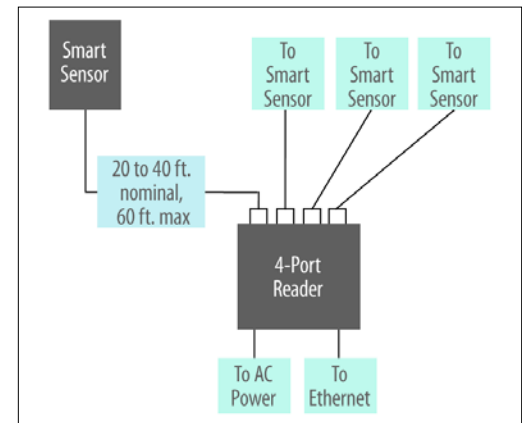 Smart
Sensor
To
Smart
Sensor
To
Smart
Sensor
To
Smart
Sensor
20 to 40 ft.
nominal,
60 ft. max
4-Port
Reader
To AC
Power
To
Ethernet